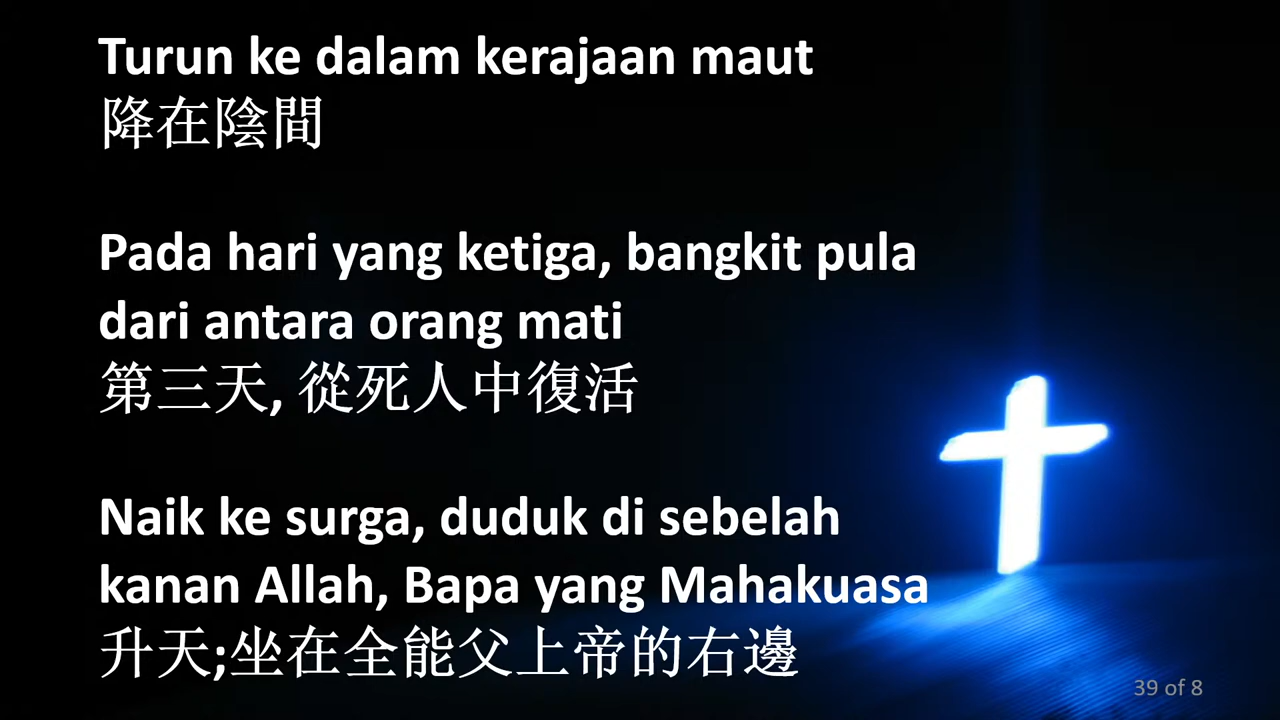 Turun ke dalam kerajaan maut
降在陰間
Pada hari yang ketiga, bangkit pula
dari antara orang mati
第三天, 從死人中復活
Naik ke surga, duduk di sebelah
kanan Allah, Bapa yang Mahakuasa
升天;坐在全能父上帝的右邊
39 of 8